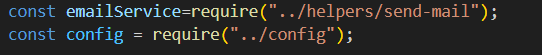 const emailService=require("../helpers/send-mail");
const config = require("../config");